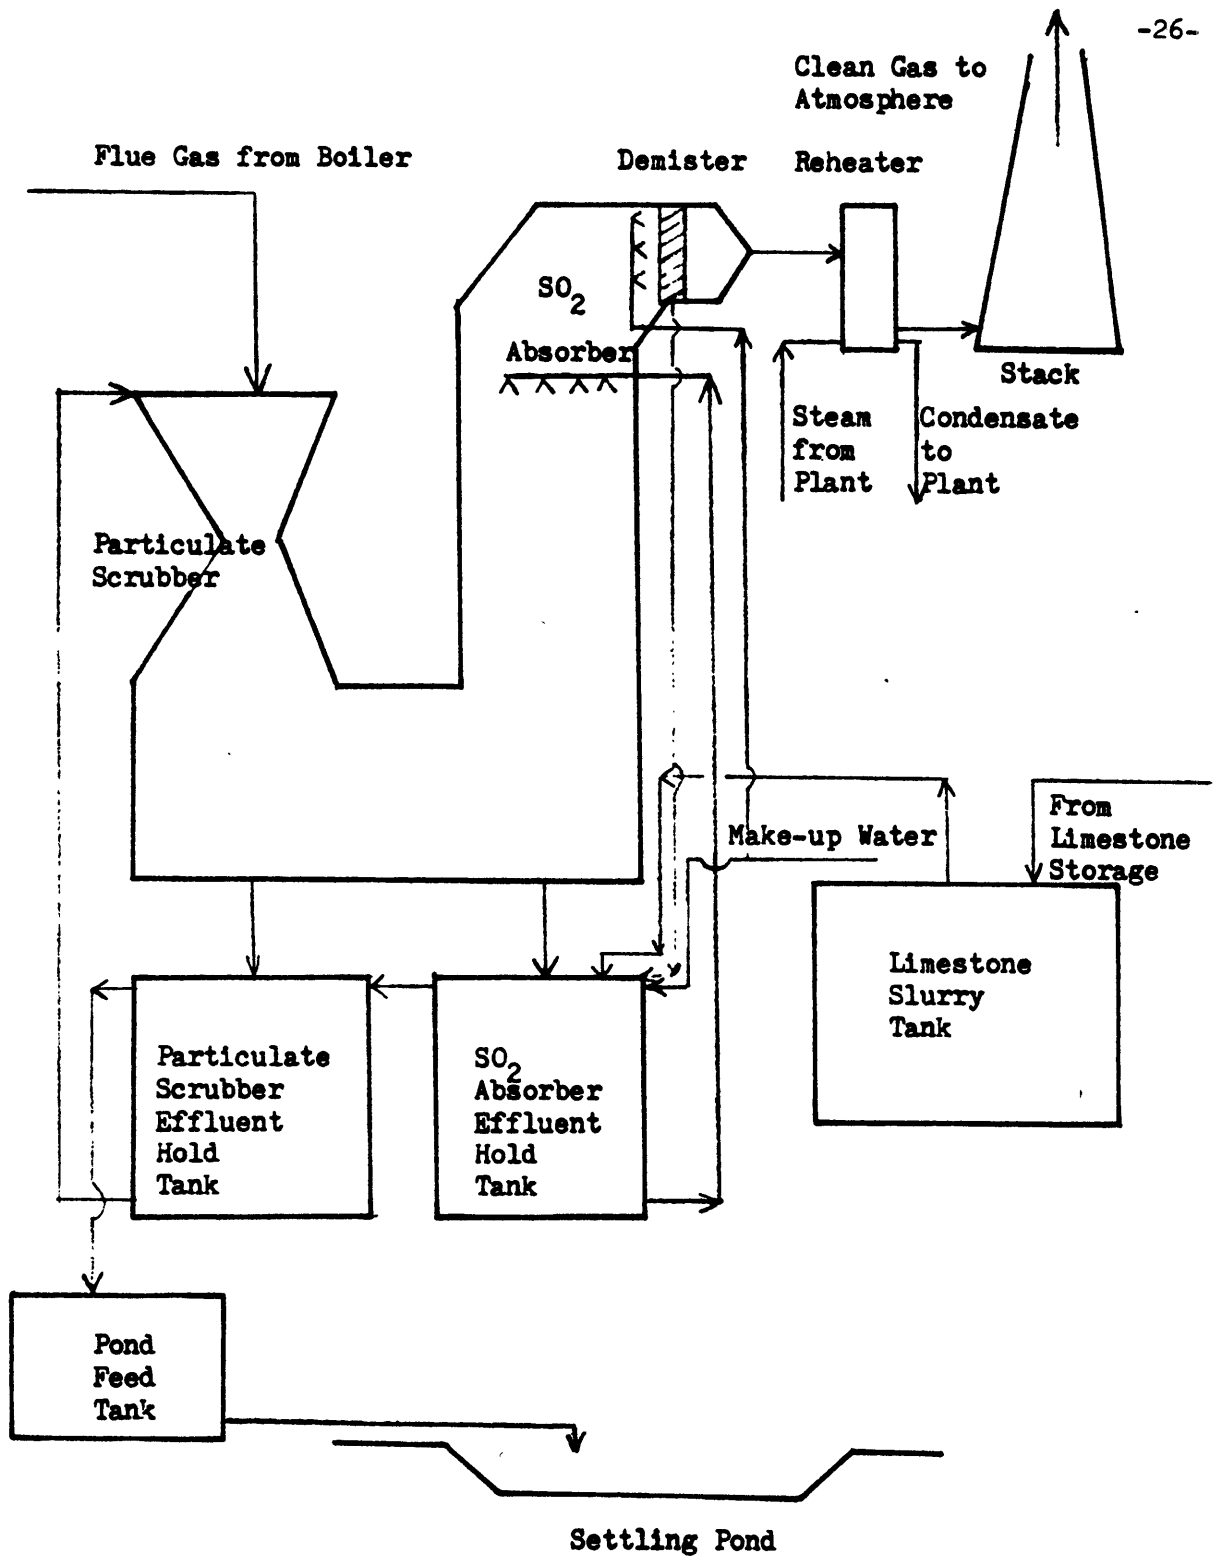 -26-
Clean Gas to
Atmosphere
Flue Gas from Boiler
Demister
Reheater
SO2
Absorber
Stack
Steam
from
Plant
Condensate
to
Plant
Particulate
Scrubber
From
Limestone
Storage
Make-up Water
Limestone
Slurry
Tank
Particulate
Scrubber
Effluent
Hold
Tank
SO2
Absorber
Effluent
Hold
Tank
Pond
Feed
Tank
Settling Pond